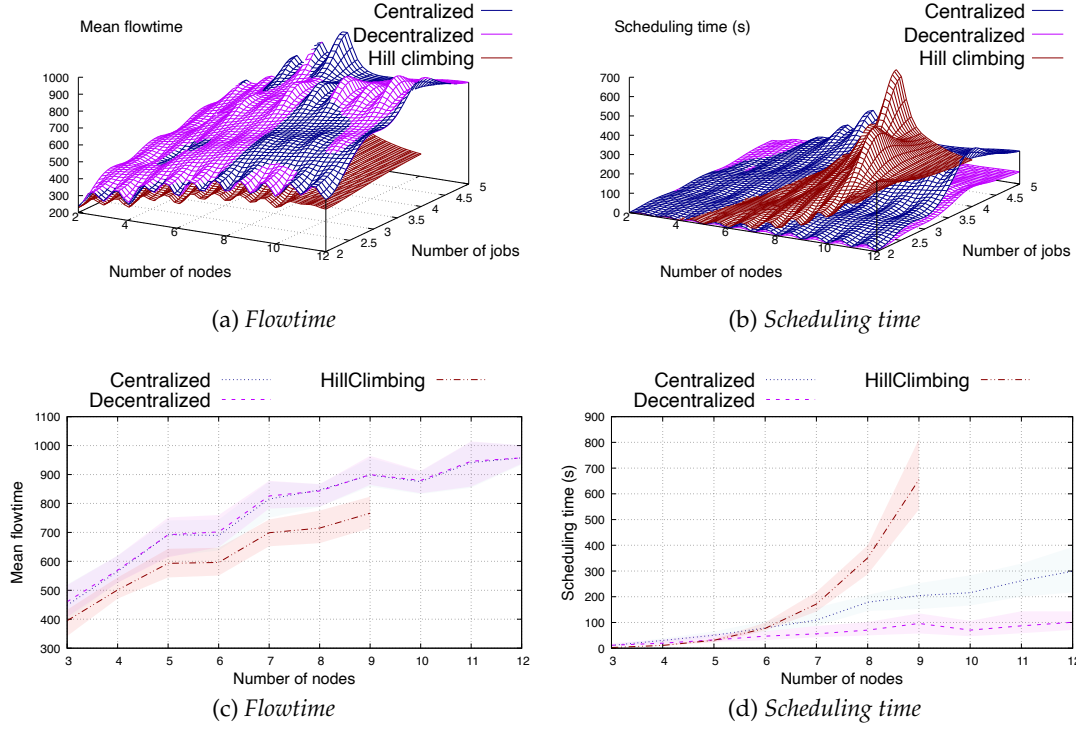 Mean flowtime
Centralized
Decentralized
Hill climbing
1000
900
800
700
600
500
400
300
200
2
4
6
8
10
12
2
2.5
3
3.5
4
4.5
5
Number of nodes
Number of jobs
(a) Flowtime
Scheduling time (s)
Centralized
Decentralized
Hill climbing
700
600
500
400
300
200
100
0
2
4
6
8
10
12
2
2.5
3
3.5
4
4.5
5
Number of nodes
Number of jobs
(b) Scheduling time
Centralized
Decentralized
HillClimbing
Mean flowtime
1100
1000
900
800
700
600
500
400
300
3 4 5 6 7 8 9 10 11 12
Number of nodes
(c) Flowtime
Centralized
Decentralized
HillClimbing
Scheduling time (s)
900
800
700
600
500
400
300
200
100
0
3 4 5 6 7 8 9 10 11 12
Number of nodes
(d) Scheduling time